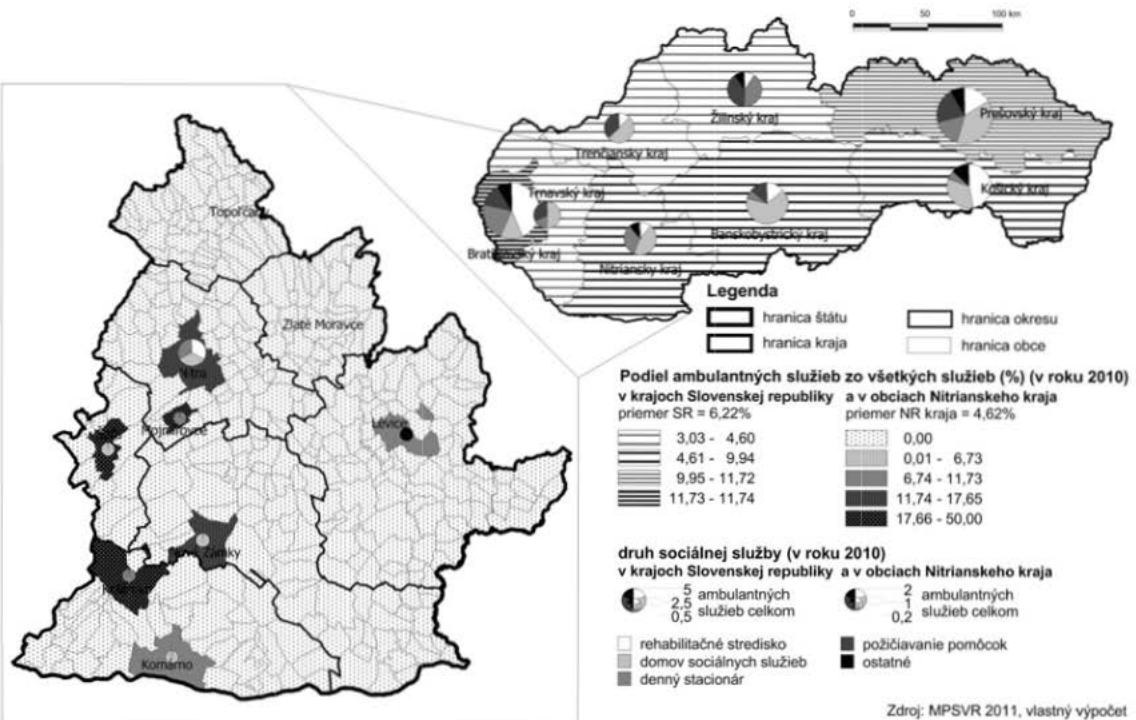 0 50 100 km
Žilinský kraj
Prešovský kraj
Trenčiansky kraj
Trnavský kraj
Košický kraj
Banskobystrický kraj
Nitriansky kraj
Topoľčany
Zlaté Moravce
Nitra
Mojmírovce
Levice
Nové Zámky
Komárno
Legenda
hranica štátu
hranica okresu
hranica kraja
hranica obce
Podiel ambulantných služieb zo všetkých služieb (%) (v roku 2010)
v krajoch Slovenskej republiky a v obciach Nitrianskeho kraja
priemer SR = 6,22% priemer NR kraja = 4,62%
3,03 - 4,60 0,00
4,61 - 9,94 0,01 - 6,73
9,95 - 11,72 6,74 - 11,73
11,73 - 11,74 11,74 - 17,65
17,66 - 50,00
druh sociálnej služby (v roku 2010)
v krajoch Slovenskej republiky a v obciach Nitrianskeho kraja
5 ambulantných 2 ambulantných
2,5 1
0,5 služieb celkom 0,2 služieb celkom
rehabilitačné stredisko požičiavanie pomôcok
domov sociálnych služieb ostatné
denný stacionár
Zdroj: MPSVR 2011, vlastný výpočet